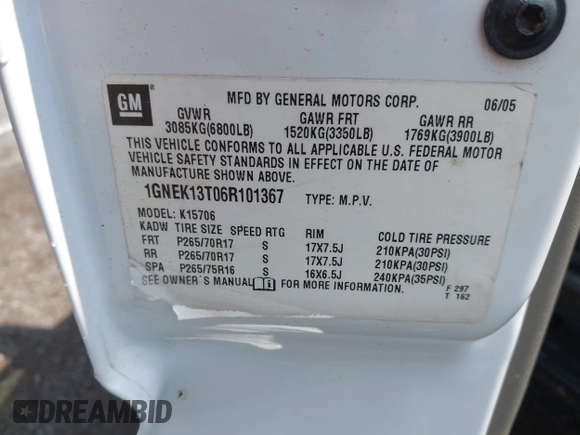 GM
®
MFD BY GENERAL MOTORS CORP. 06/05
GVWR GAWR FRT GAWR RR
3085KG(6800LB) 1520KG(3350LB) 1769KG(3900LB)
THIS VEHICLE CONFORMS TO ALL APPLICABLE U.S. FEDERAL MOTOR
VEHICLE SAFETY STANDARDS IN EFFECT ON THE DATE OF
MANUFACTURE SHOWN ABOVE.
1GNEK13T06R101367 TYPE: M.P.V.
MODEL: K15706
KADW TIRE SIZE SPEED RTG RIM COLD TIRE PRESSURE
FRT P265/70R17 S 17X7.5J 210KPA(30PSI)
RR P265/70R17 S 17X7.5J 210KPA(30PSI)
SPA P265/75R16 S 16X6.5J 240KPA(35PSI)
SEE OWNER'S MANUAL FOR MORE INFORMATION.
F 297
T 162
DREAMBID